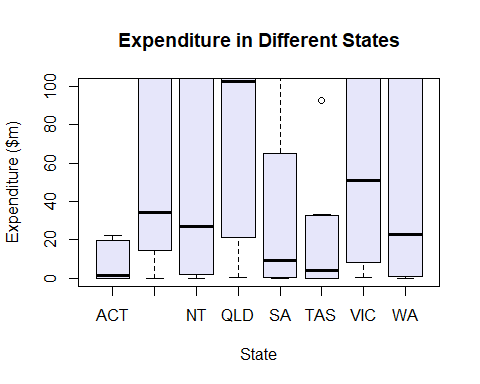 Expenditure in Different States
Expenditure ($m)
100
80
60
40
20
0
ACT NT QLD SA TAS VIC WA
State